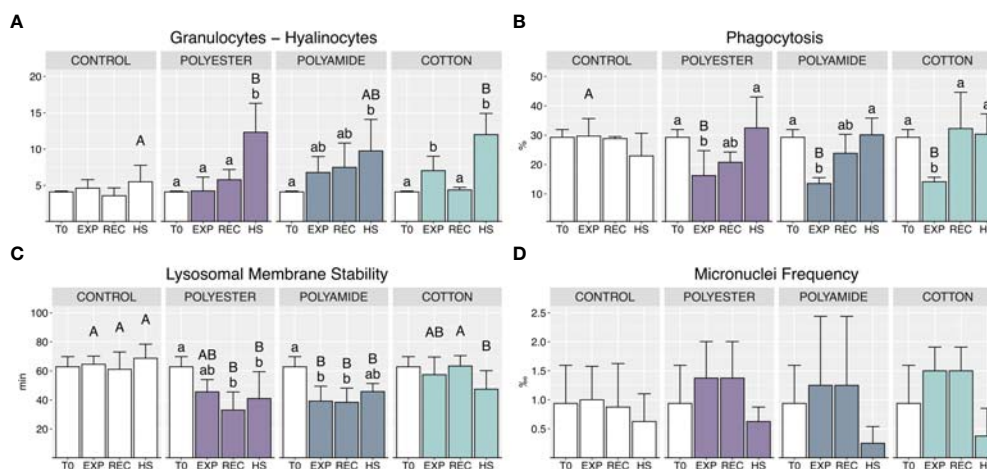 A
Granulocytes – Hyalinocytes
CONTROL POLYESTER POLYAMIDE COTTON
20
15
10
5
A
a a a B b
a ab ab AB b
a b a B b
T0 EXP REC HS T0 EXP REC HS T0 EXP REC HS T0 EXP REC HS
B
Phagocytosis
CONTROL POLYESTER POLYAMIDE COTTON
%
50
40
30
20
10
A
a B b ab a
a B b ab a
a B b a a
T0 EXP REC HS T0 EXP REC HS T0 EXP REC HS T0 EXP REC HS
C
Lysosomal Membrane Stability
CONTROL POLYESTER POLYAMIDE COTTON
min
100
80
60
40
20
A A A
a AB ab B b B b
a B b B b B ab
AB A B
T0 EXP REC HS T0 EXP REC HS T0 EXP REC HS T0 EXP REC HS
D
Micronuclei Frequency
CONTROL POLYESTER POLYAMIDE COTTON
‰
2.5
2.0
1.5
1.0
0.5
T0 EXP REC HS T0 EXP REC HS T0 EXP REC HS T0 EXP REC HS